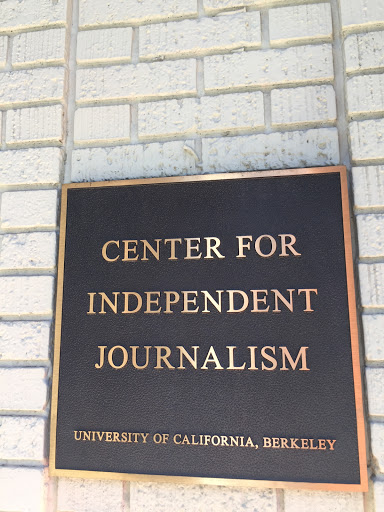 CENTER FOR
INDEPENDENT
JOURNALISM
UNIVERSITY OF CALIFORNIA, BERKELEY